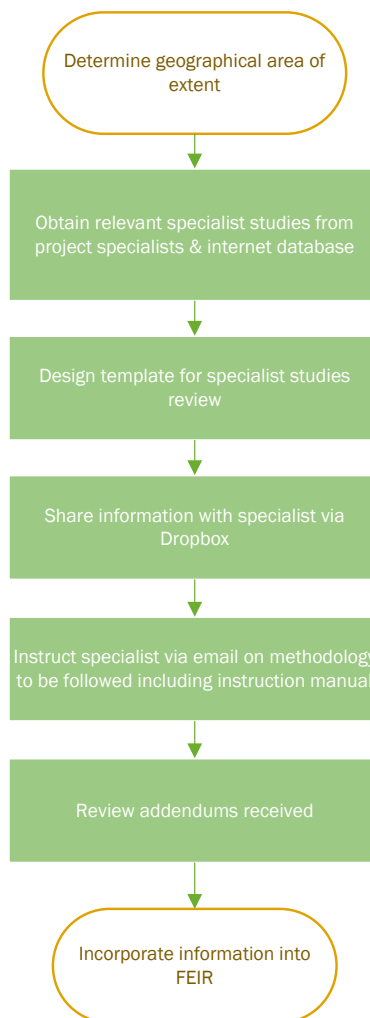 Determine geographical area of
extent
Obtain relevant specialist studies from
project specialists & internet database
Design template for specialist studies
review
Share information with specialist via
Dropbox
Instruct specialist via email on methodology
to be followed including instruction manual
Review addendums received
Incorporate information into
FEIR